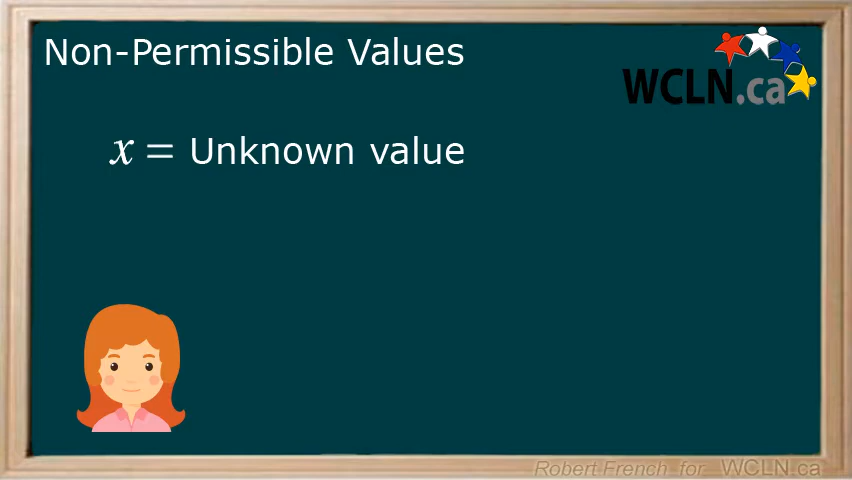 Non-Permissible Values
WCLN.ca
x = Unknown value
Robert French for WCLN.ca